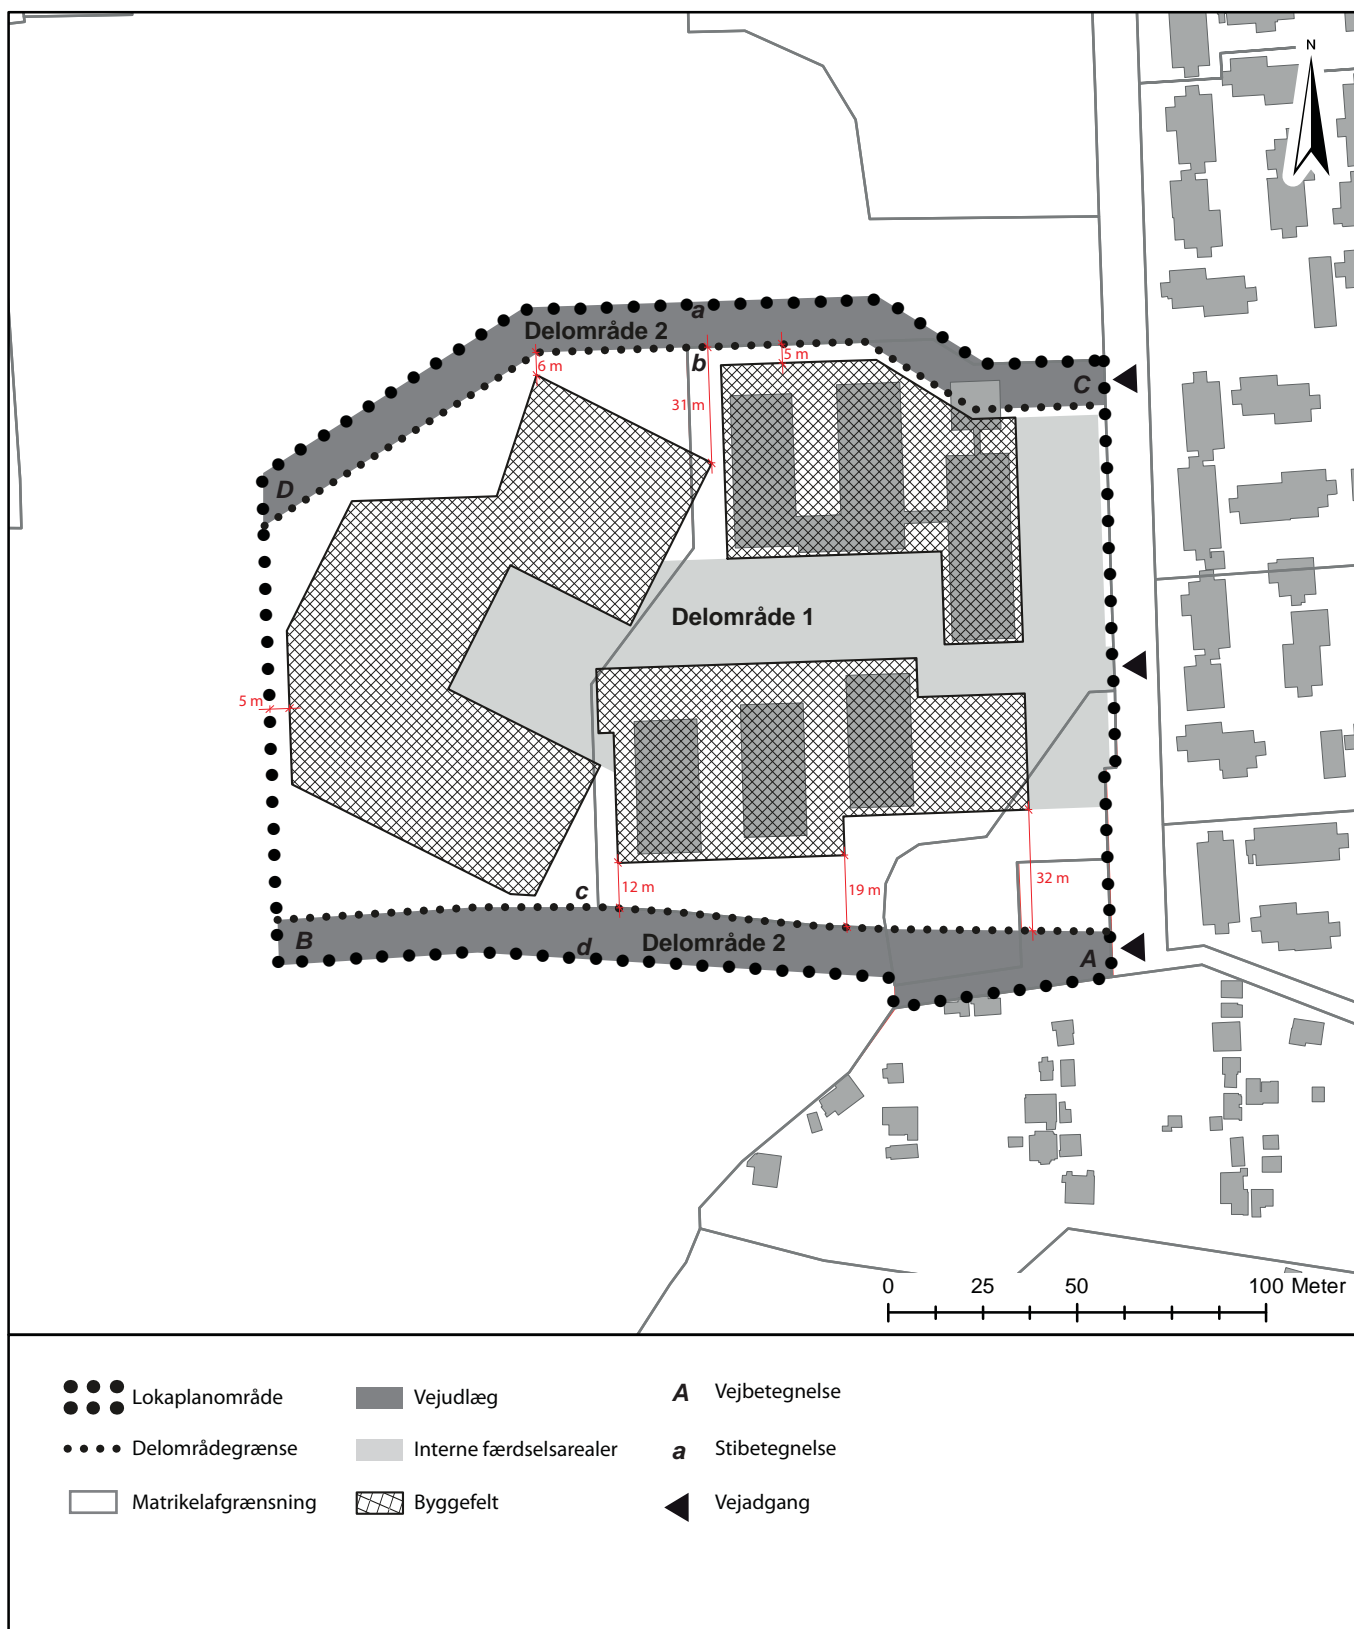 N
a
Delområde 2
b
5 m
6 m
31 m
C
D
Delområde 1
5 m
c
12 m
19 m
32 m
B
d
Delområde 2
A
0 25 50 100 Meter
Lokaplanområde
Vejudlæg
A Vejbetegnelse
Delområdegrænse
Interne færdselsarealer
a Stibetegnelse
Matrikelafgrænsning
Byggefelt
Vejadgang